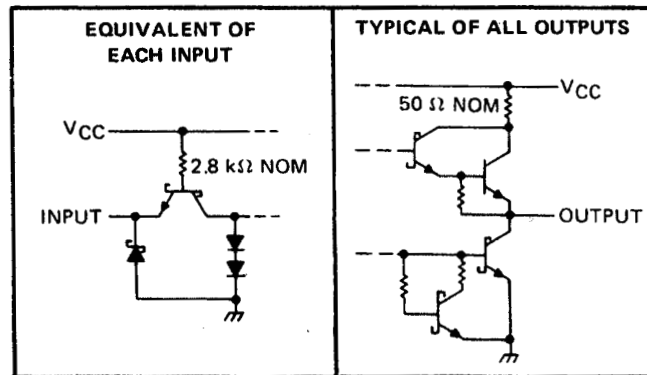 EQUIVALENT OF
EACH INPUT
VCC
2.8 kΩ NOM
INPUT
TYPICAL OF ALL OUTPUTS
VCC
50 Ω NOM
OUTPUT